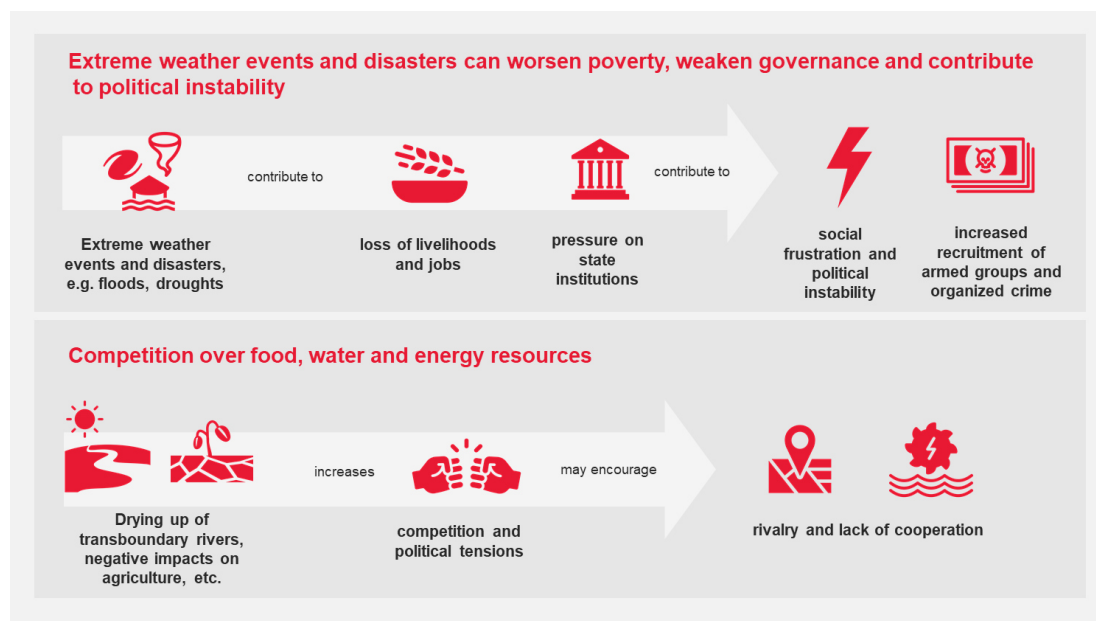 Extreme weather events and disasters can worsen poverty, weaken governance and contribute
to political instability
contribute to
contribute to
Extreme weather
events and disasters,
e.g. floods, droughts
loss of livelihoods
and jobs
pressure on
state
institutions
social
frustration and
political
instability
increased
recruitment of
armed groups and
organized crime
Competition over food, water and energy resources
increases
may encourage
Drying up of
transboundary rivers,
negative impacts on
agriculture, etc.
competition and
political tensions
rivalry and lack of cooperation